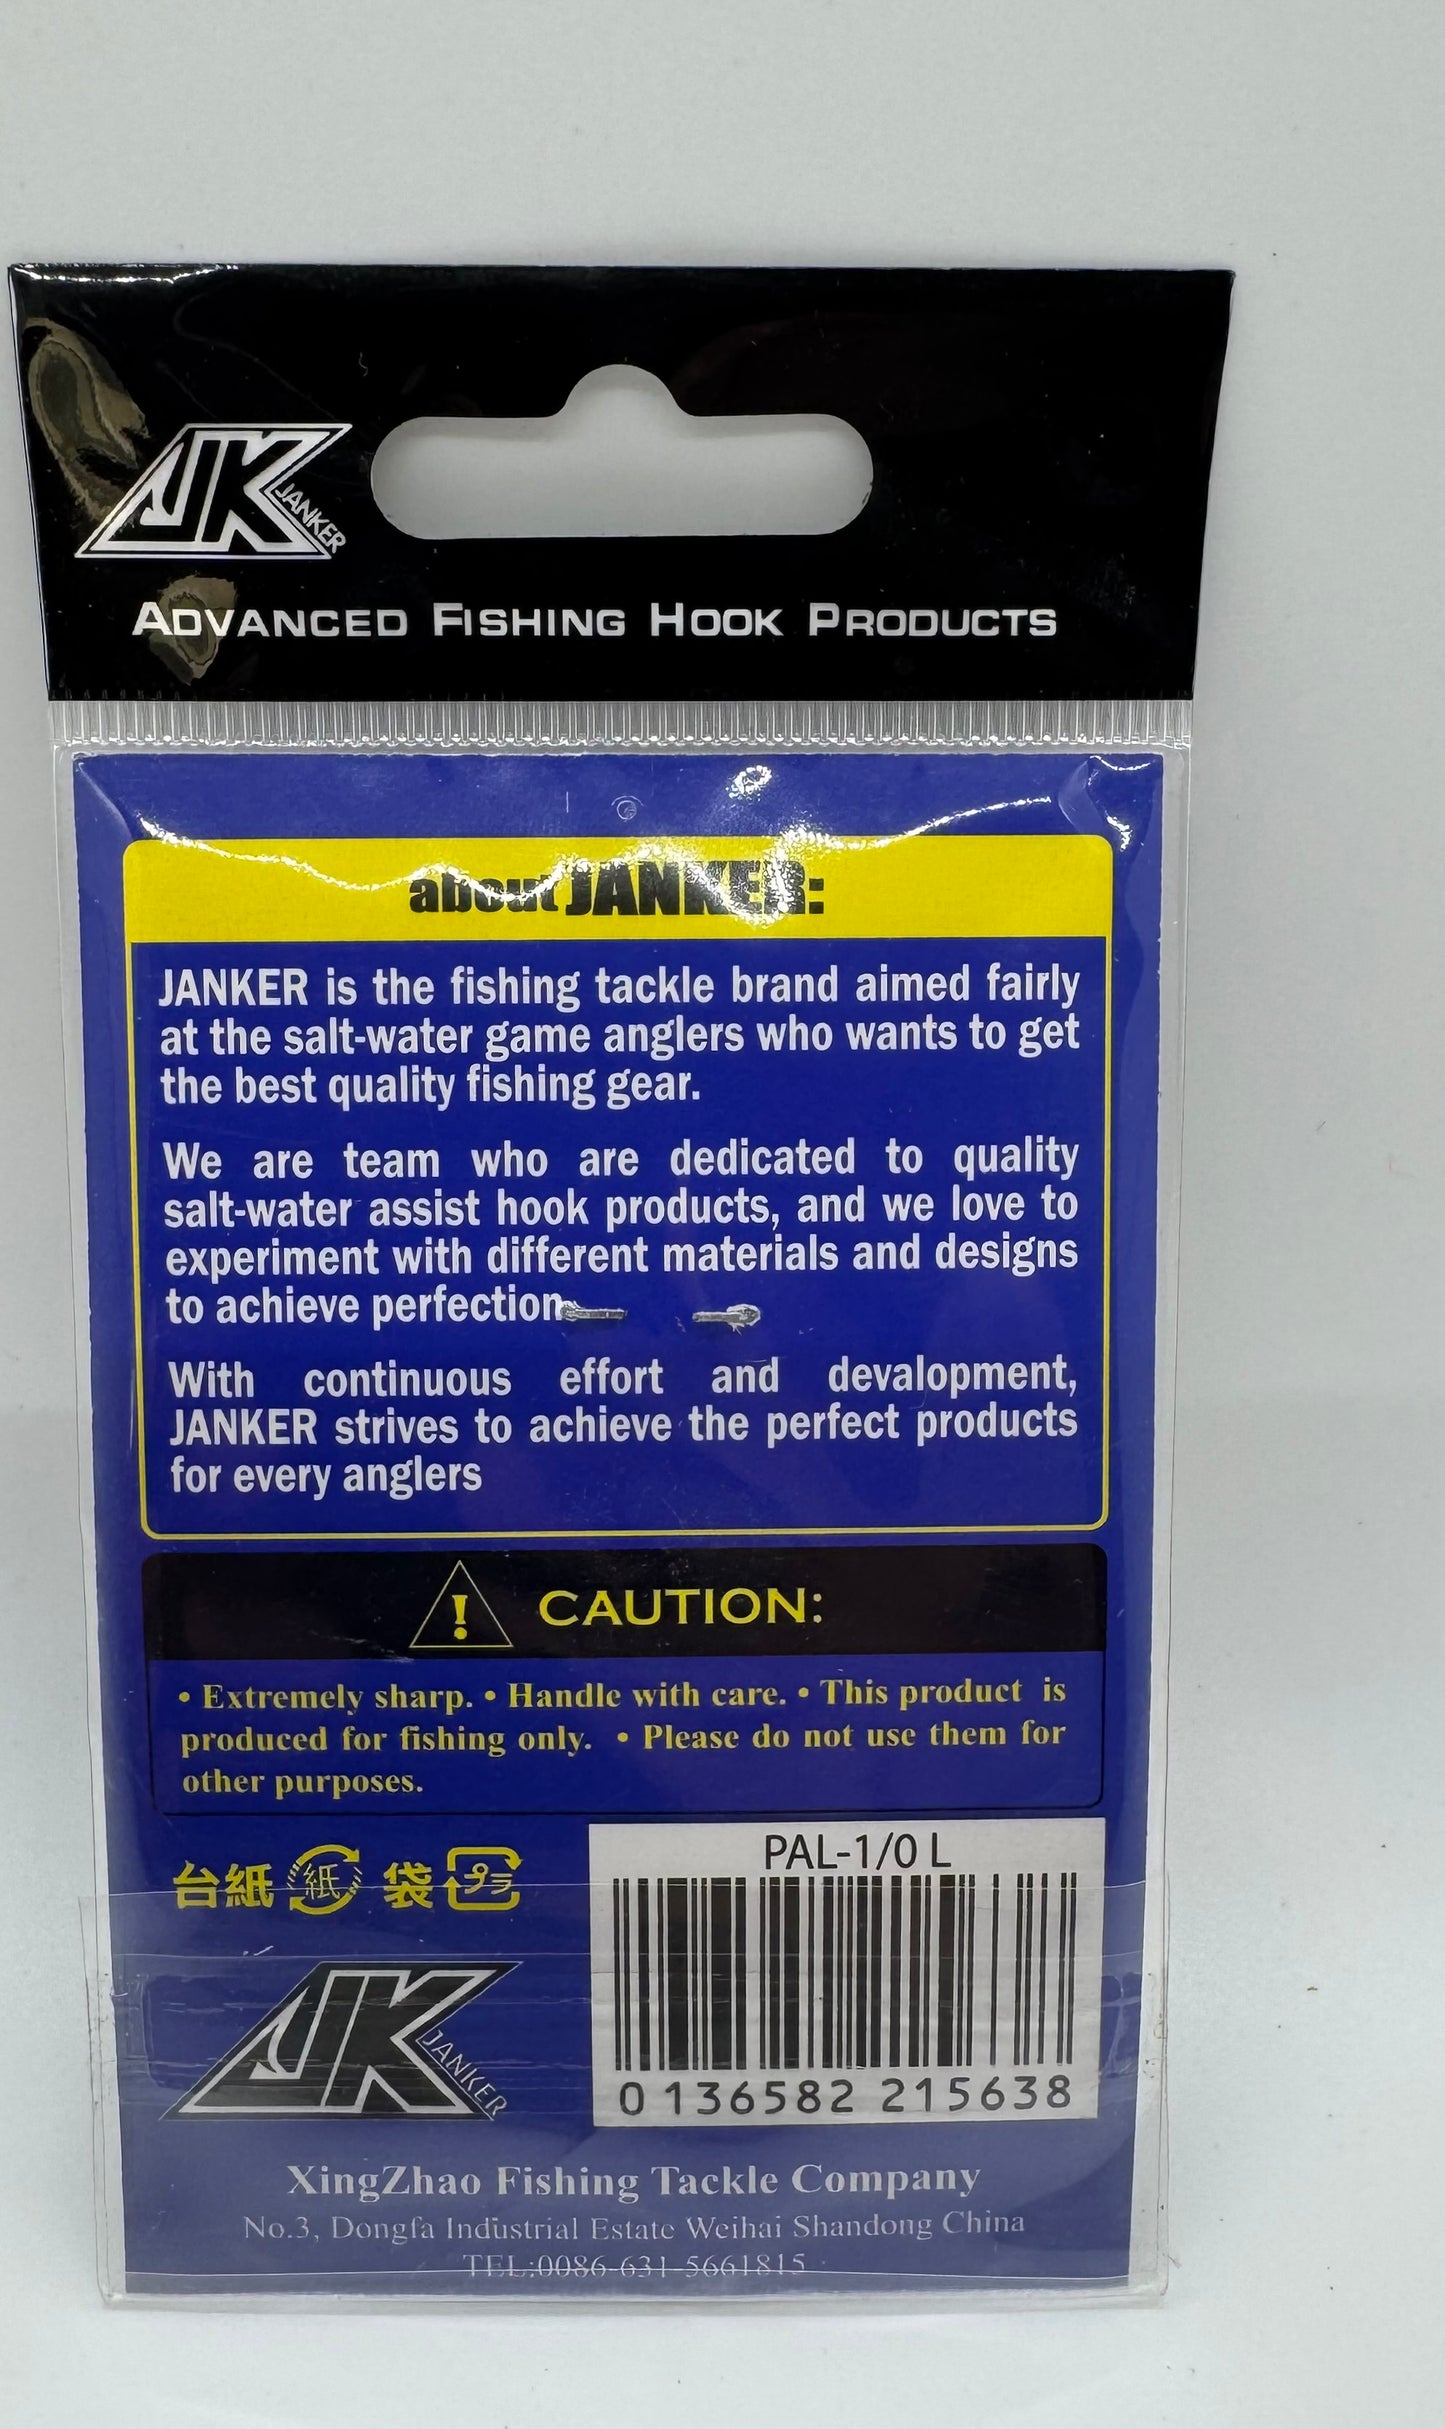 JK
JANKER
ADVANCED FISHING HOOK PRODUCTS
about JANKER:
JANKER is the fishing tackle brand aimed fairly
at the salt-water game anglers who wants to get
the best quality fishing gear.
We are team who are dedicated to quality
salt-water assist hook products, and we love to
experiment with different materials and designs
to achieve perfection
With continuous effort and devalopment,
JANKER strives to achieve the perfect products
for every anglers
! CAUTION:
• Extremely sharp. • Handle with care. • This product is
produced for fishing only. • Please do not use them for
other purposes.
台紙 紙 袋 プラ
PAL-1/0 L
0 136582 215638
JK
JANKER
XingZhao Fishing Tackle Company
No.3, Dongfa Industrial Estate Weihai Shandong China
TEL:0086-631-5661815